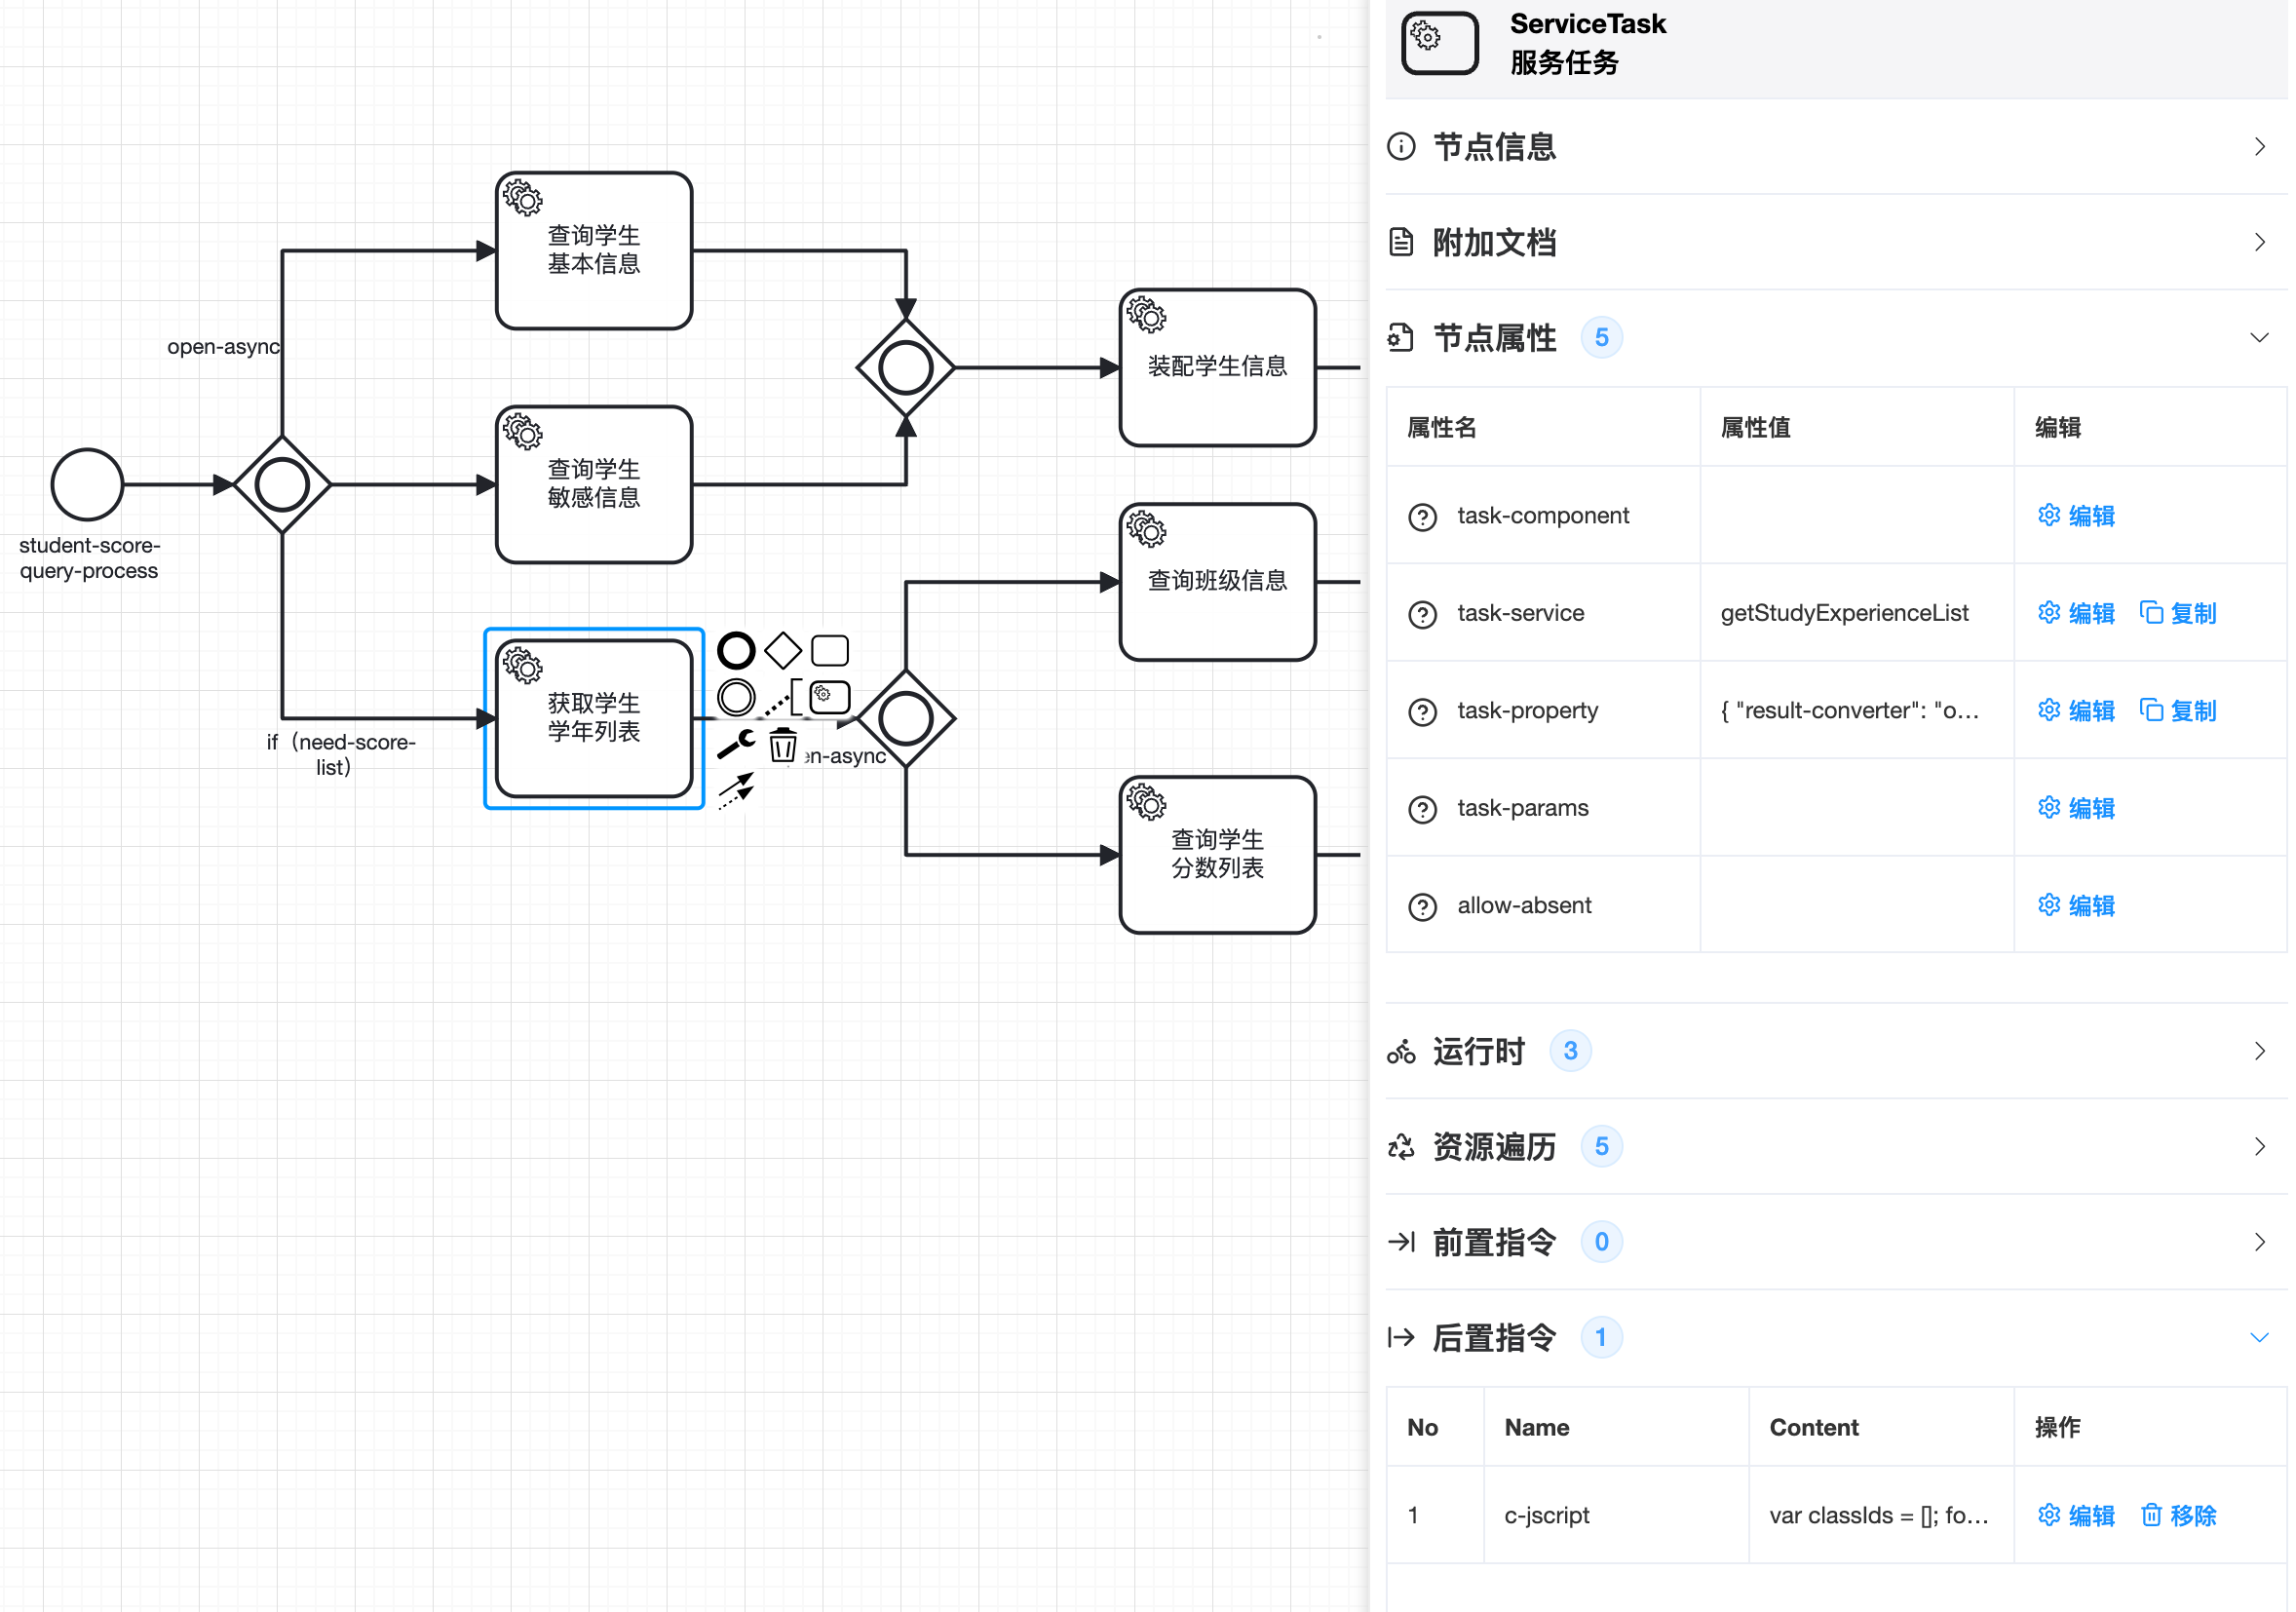 查询学生
基本信息
open-async
装配学生信息
查询学生
敏感信息
student-score-
query-process
查询班级信息
获取学生
学年列表
if（need-score-
list）
en-async
查询学生
分数列表
ServiceTask
服务任务
节点信息
附加文档
节点属性 5
属性名 属性值 编辑
task-component 编辑
task-service getStudyExperienceList 编辑 复制
task-property { "result-converter": "o... 编辑 复制
task-params 编辑
allow-absent 编辑
运行时 3
资源遍历 5
前置指令 0
后置指令 1
No Name Content 操作
1 c-jscript var classIds = []; fo... 编辑 移除